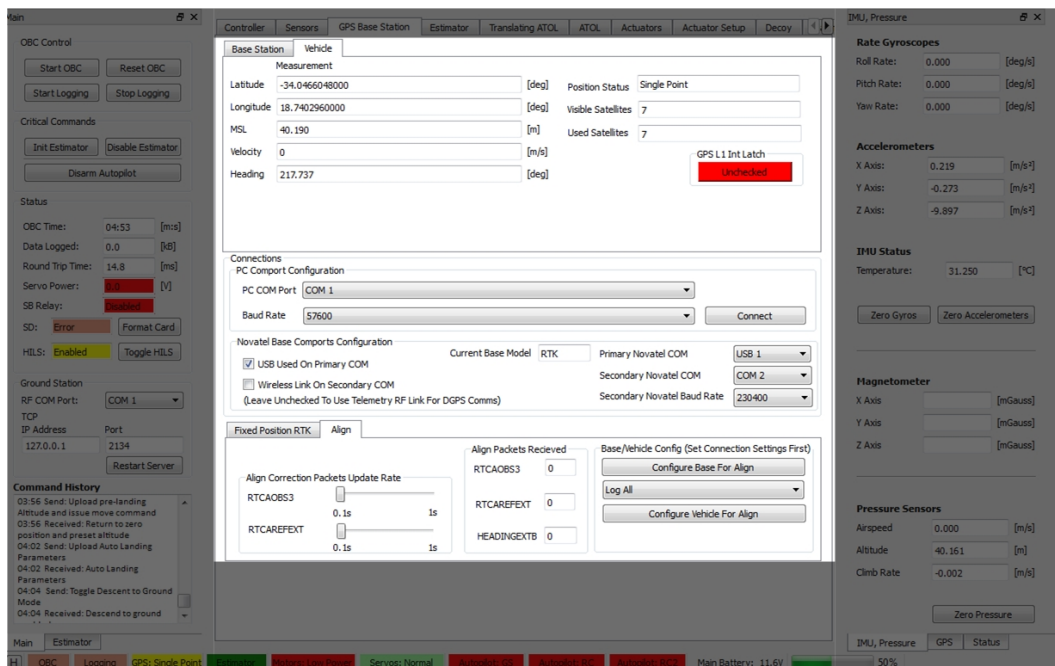 Main
OBC Control
Start OBC Reset OBC
Start Logging Stop Logging
Critical Commands
Init Estimator Disable Estimator
Disarm Autopilot
Status
OBC Time: 04:53 [m:s]
Data Logged: 0.0 [kB]
Round Trip Time: 14.8 [ms]
Servo Power: 0.0 [V]
SB Relay: Disabled
SD: Error Format Card
HILS: Enabled Toggle HILS
Ground Station
RF COM Port: COM 1
TCP
IP Address Port
127.0.0.1 2134
Restart Server
Command History
03:56 Send: Upload
pre-landing
Altitude and issue move command
03:56 Received: Return to zero
position and preset altitude
04:02 Send: Upload Auto Landing
Parameters
04:02 Received: Auto Landing
Parameters
04:04 Send: Toggle Descent to Ground
Mode
04:04 Received: Descend to ground
Main Estimator
Controller Sensors GPS Base Station Estimator Translating ATOL ATOL Actuators Actuator Setup Decoy
Base Station Vehicle
Measurement
Latitude -34.0466048000 [deg] Position Status Single Point
Longitude 18.7402960000 [deg] Visible Satellites 7
MSL 40.190 [m] Used Satellites 7
Velocity 0 [m/s] GPS L1 Int Latch
Heading 217.737 [deg] Unchecked
Connections
PC Comport Configuration
PC COM Port COM 1
Baud Rate 57600 Connect
Novatel Base Comports Configuration
USB Used On Primary COM Current Base Model RTK Primary Novatel COM USB 1
Wireless Link On Secondary COM Secondary Novatel COM COM 2
(Leave Unchecked To Use Telemetry RF Link For DGPS Comms) Secondary Novatel Baud Rate 230400
Fixed Position RTK Align
Align Correction Packets Update Rate
RTCAOBS3
0.1s 1s
RTCAREFEXT
0.1s 1s
Align Packets Recieved
RTCAOBS3 0
RTCAREFEXT 0
HEADINGEXTB 0
Base/Vehicle Config (Set Connection Settings First)
Configure Base For Align
Log All
Configure Vehicle For Align
IMU, Pressure
Rate Gyroscopes
Roll Rate: 0.000 [deg/s]
Pitch Rate: 0.000 [deg/s]
Yaw Rate: 0.000 [deg/s]
Accelerometers
X Axis: 0.219 [m/s²]
Y Axis: -0.273 [m/s²]
Z Axis: -9.897 [m/s²]
IMU Status
Temperature: 31.250 [°C]
Zero Gyros Zero Accelerometers
Magnetometer
X Axis [mGauss]
Y Axis [mGauss]
Z Axis [mGauss]
Pressure Sensors
Airspeed 0.000 [m/s]
Altitude 40.161 [m]
Climb Rate -0.002 [m/s]
Zero Pressure
IMU, Pressure GPS Status
H OBC Logging GPS: Single Point Estimator Motors: Low Power Servos: Normal Autopilot: GS Autopilot: RC Autopilot: RC2 Main Battery: 11.6V 50%